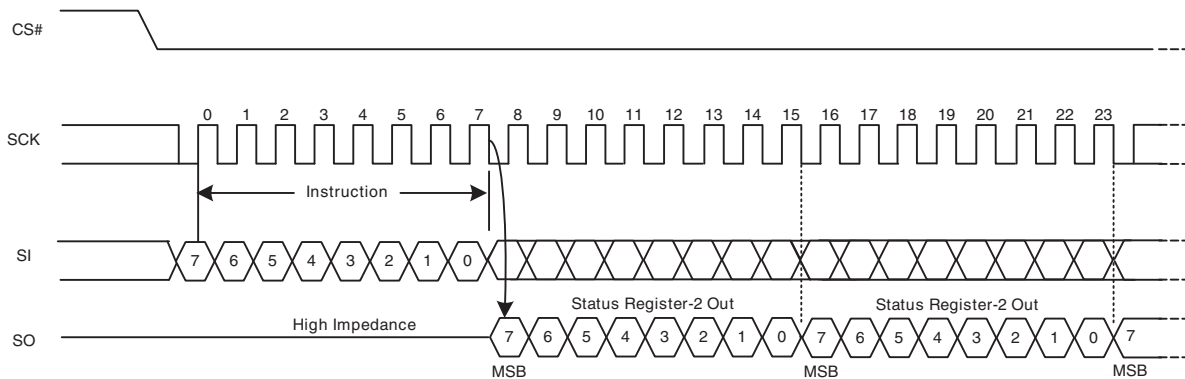 CS#
0 1 2 3 4 5 6 7 8 9 10 11 12 13 14 15 16 17 18 19 20 21 22 23
SCK
Instruction
SI
7 6 5 4 3 2 1 0
Status Register-2 Out Status Register-2 Out
High Impedance
SO
7 6 5 4 3 2 1 0 7 6 5 4 3 2 1 0 7
MSB MSB MSB